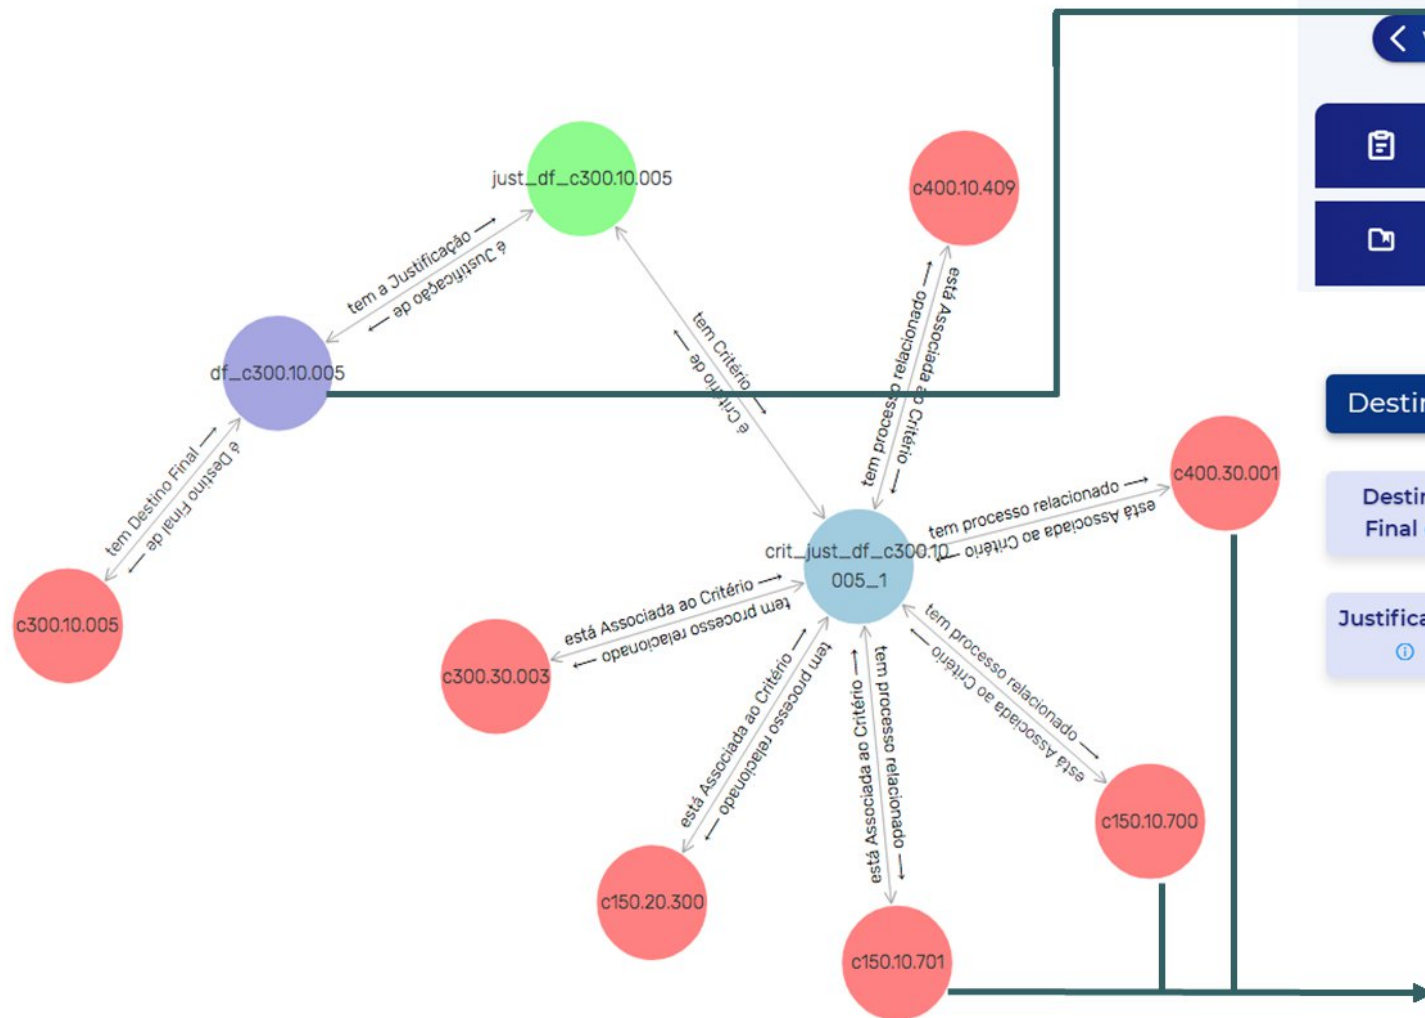 just_df_c300.10.005
c400.10.409
tem a Justificação
é Justificação de
df_c300.10.005
tem Critério
é Critério de
tem processo relacionado
está Associada ao Critério
tem Destino Final
é Destino Final de
c300.10.005
c400.30.001
tem processo relacionado
está Associada ao Critério
crit_just_df_c300.10
005_1
está Associada ao Critério
tem processo relacionado
c300.30.003
está Associada ao Critério
tem processo relacionado
está Associada ao Critério
tem processo relacionado
tem processo relacionado
está Associada ao Critério
c150.10.700
c150.20.300
c150.10.701
Destin
Destin
Final
Justifica